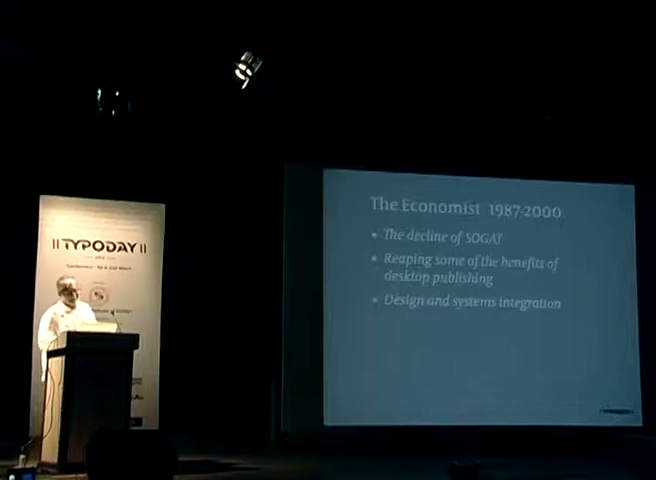 TYPODAY
The Economist 1987-2000
• The decline of SOGAT
• Reaping some of the benefits of
desktop publishing
• Design and systems integration